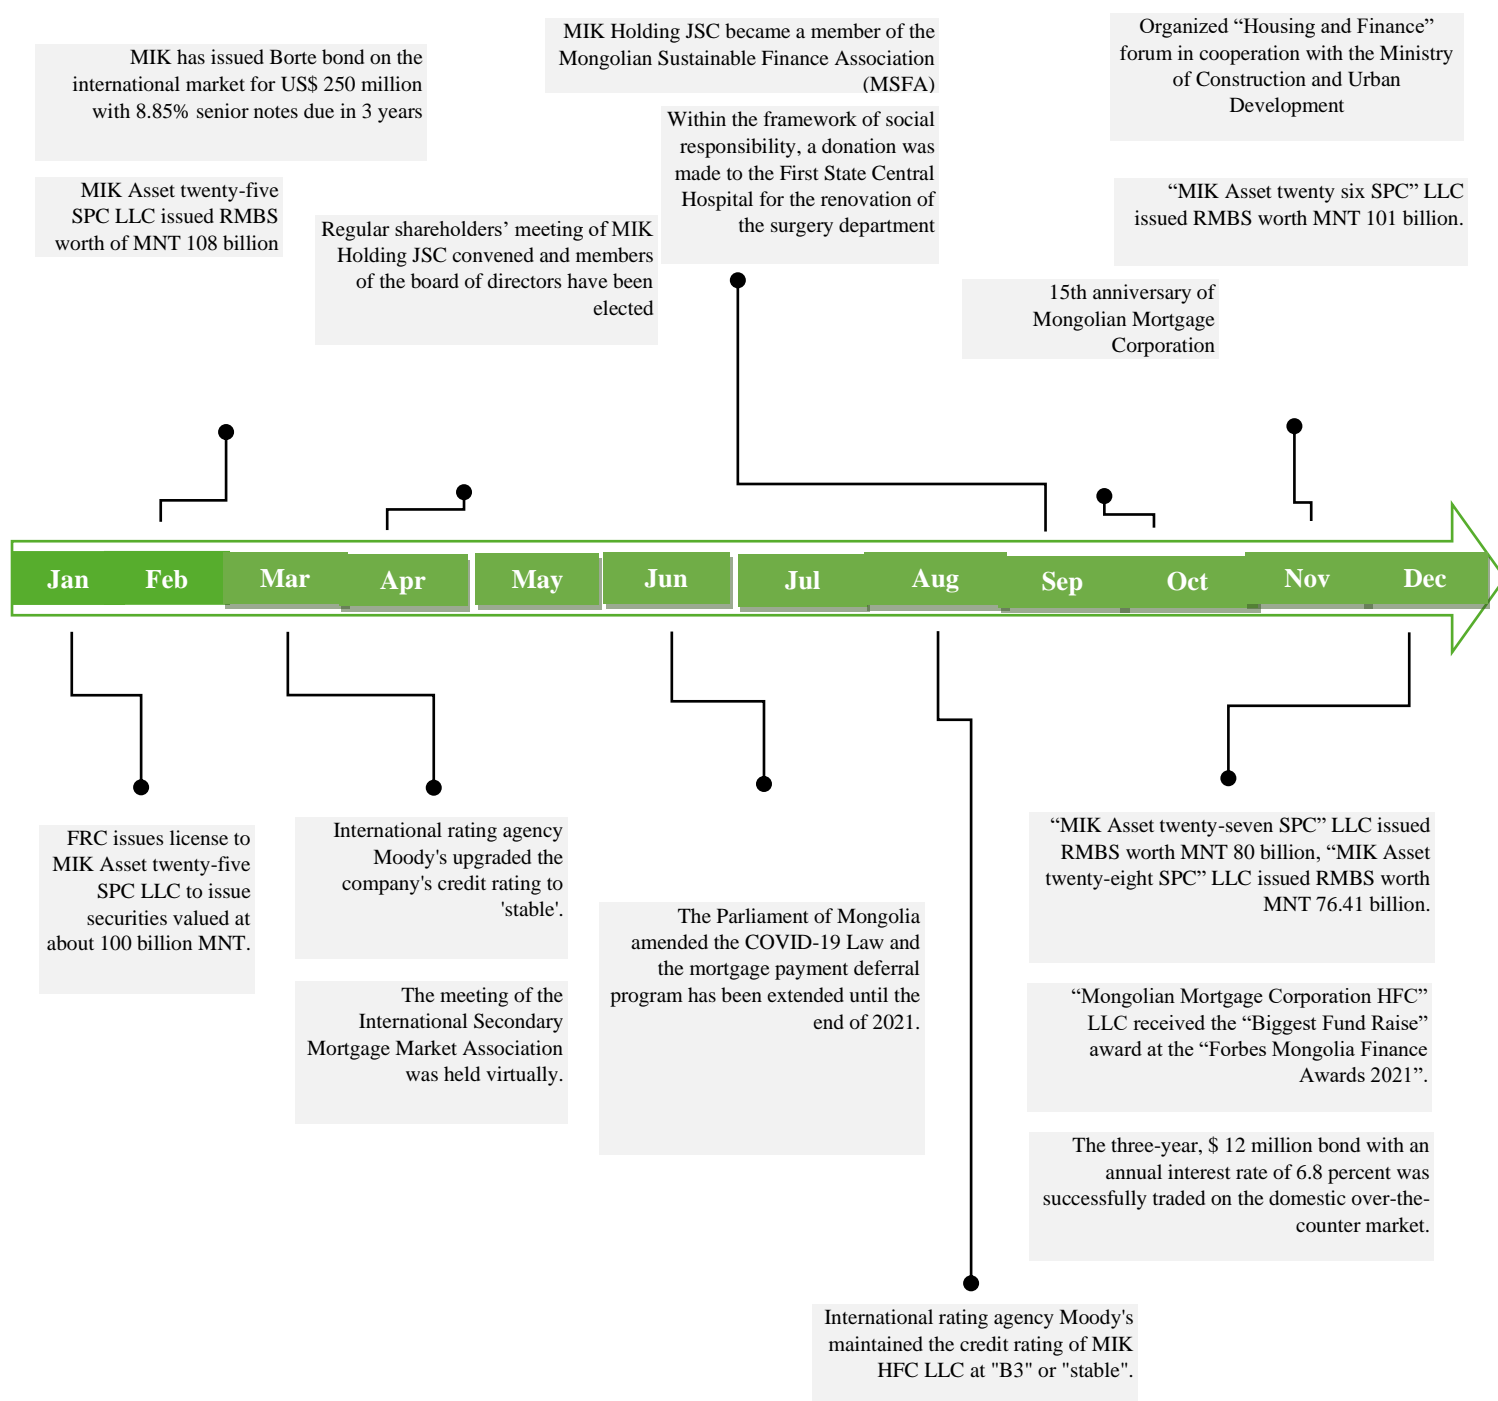 MIK has issued Borte bond on the
international market for US$ 250 million
with 8.85% senior notes due in 3 years
MIK Asset twenty-five
SPC LLC issued RMBS
worth of MNT 108 billion
Regular shareholders’ meeting of MIK
Holding JSC convened and members
of the board of directors have been
elected
MIK Holding JSC became a member of the
Mongolian Sustainable Finance Association
(MSFA)
Within the framework of social
responsibility, a donation was
made to the First State Central
Hospital for the renovation of
the surgery department
15th anniversary of
Mongolian Mortgage
Corporation
Organized “Housing and Finance”
forum in cooperation with the Ministry
of Construction and Urban
Development
“MIK Asset twenty six SPC” LLC
issued RMBS worth MNT 101 billion.
Jan Feb Mar Apr May Jun Jul Aug Sep Oct Nov Dec
FRC issues license to
MIK Asset twenty-five
SPC LLC to issue
securities valued at
about 100 billion MNT.
International rating agency
Moody's upgraded the
company's credit rating to
'stable'.
The meeting of the
International Secondary
Mortgage Market Association
was held virtually.
The Parliament of Mongolia
amended the COVID-19 Law and
the mortgage payment deferral
program has been extended until the
end of 2021.
International rating agency Moody's
maintained the credit rating of MIK
HFC LLC at "B3" or "stable".
“MIK Asset twenty-seven SPC” LLC issued
RMBS worth MNT 80 billion, “MIK Asset
twenty-eight SPC” LLC issued RMBS worth
MNT 76.41 billion.
“Mongolian Mortgage Corporation HFC”
LLC received the “Biggest Fund Raise”
award at the “Forbes Mongolia Finance
Awards 2021”.
The three-year, $ 12 million bond with an
annual interest rate of 6.8 percent was
successfully traded on the domestic over-the-
counter market.